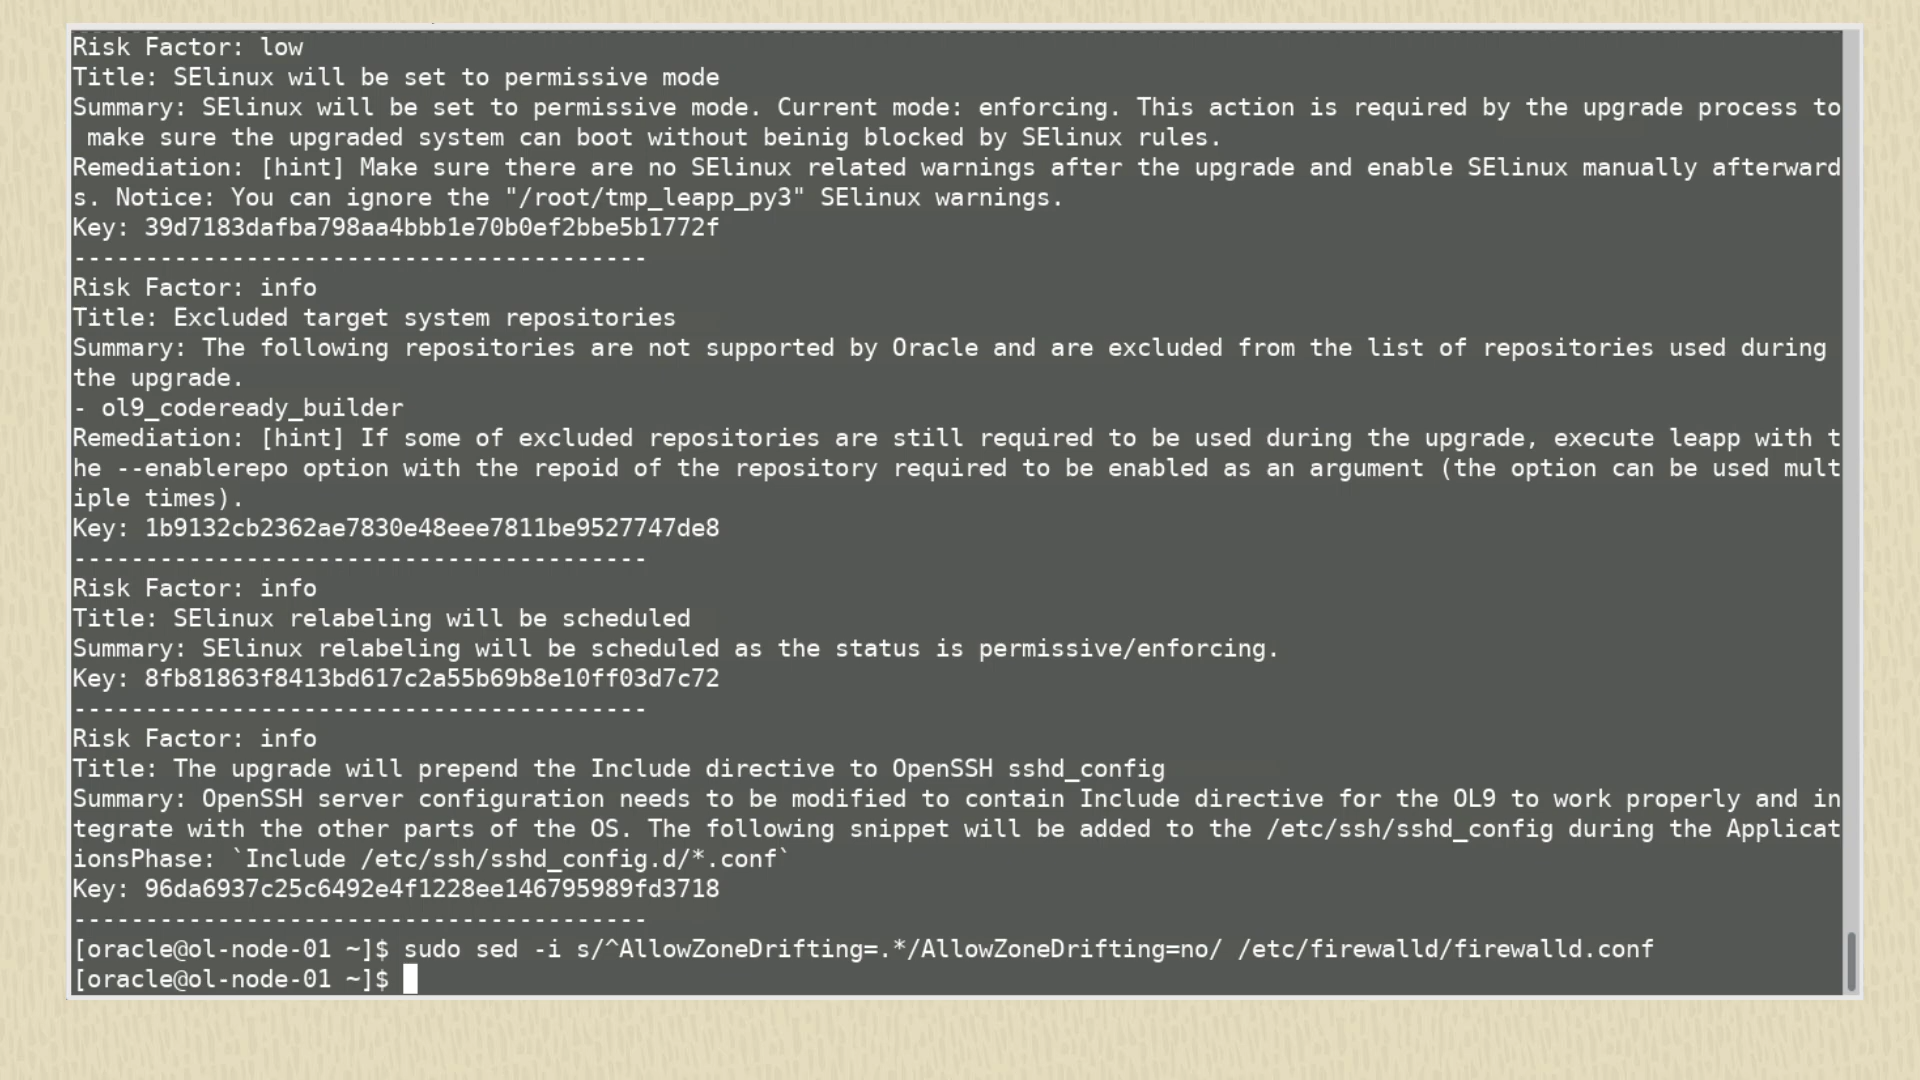 Risk Factor: low
Title: SElinux will be set to permissive mode
Summary: SElinux will be set to permissive mode. Current mode: enforcing. This action is required by the upgrade process to
 make sure the upgraded system can boot without beinig blocked by SElinux rules.
Remediation: [hint] Make sure there are no SElinux related warnings after the upgrade and enable SElinux manually afterward
s. Notice: You can ignore the "/root/tmp_leapp_py3" SElinux warnings.
Key: 39d7183dafba798aa4bbb1e70b0ef2bbe5b1772f
----------------------------------------
Risk Factor: info
Title: Excluded target system repositories
Summary: The following repositories are not supported by Oracle and are excluded from the list of repositories used during
the upgrade.
- ol9_codeready_builder
Remediation: [hint] If some of excluded repositories are still required to be used during the upgrade, execute leapp with t
he --enablerepo option with the repoid of the repository required to be enabled as an argument (the option can be used mult
iple times).
Key: 1b9132cb2362ae7830e48eee7811be9527747de8
----------------------------------------
Risk Factor: info
Title: SElinux relabeling will be scheduled
Summary: SElinux relabeling will be scheduled as the status is permissive/enforcing.
Key: 8fb81863f8413bd617c2a55b69b8e10ff03d7c72
----------------------------------------
Risk Factor: info
Title: The upgrade will prepend the Include directive to OpenSSH sshd_config
Summary: OpenSSH server configuration needs to be modified to contain Include directive for the OL9 to work properly and in
tegrate with the other parts of the OS. The following snippet will be added to the /etc/ssh/sshd_config during the Applicat
ionsPhase: `Include /etc/ssh/sshd_config.d/*.conf`
Key: 96da6937c25c6492e4f1228ee146795989fd3718
----------------------------------------
[oracle@ol-node-01 ~]$ sudo sed -i s/^AllowZoneDrifting=.*/AllowZoneDrifting=no/ /etc/firewalld/firewalld.conf
[oracle@ol-node-01 ~]$